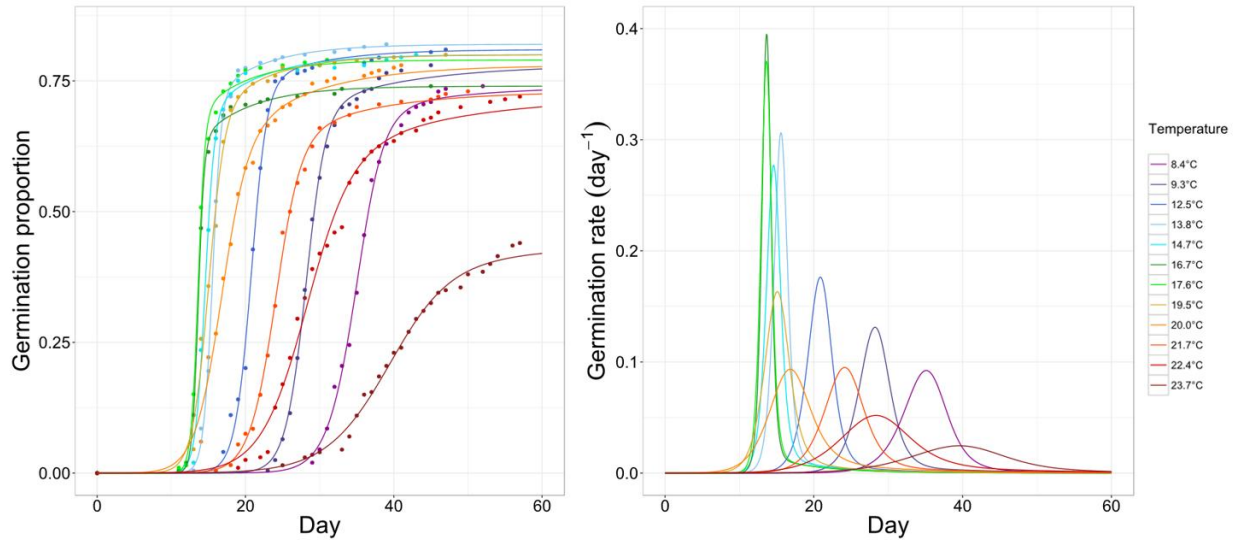 Germination proportion
0.75
0.50
0.25
0.00
0
20
40
60
Day
Germination rate (day⁻¹)
0.4
0.3
0.2
0.1
0.0
0
20
40
60
Day
Temperature
8.4°C
9.3°C
12.5°C
13.8°C
14.7°C
16.7°C
17.6°C
19.5°C
20.0°C
21.7°C
22.4°C
23.7°C